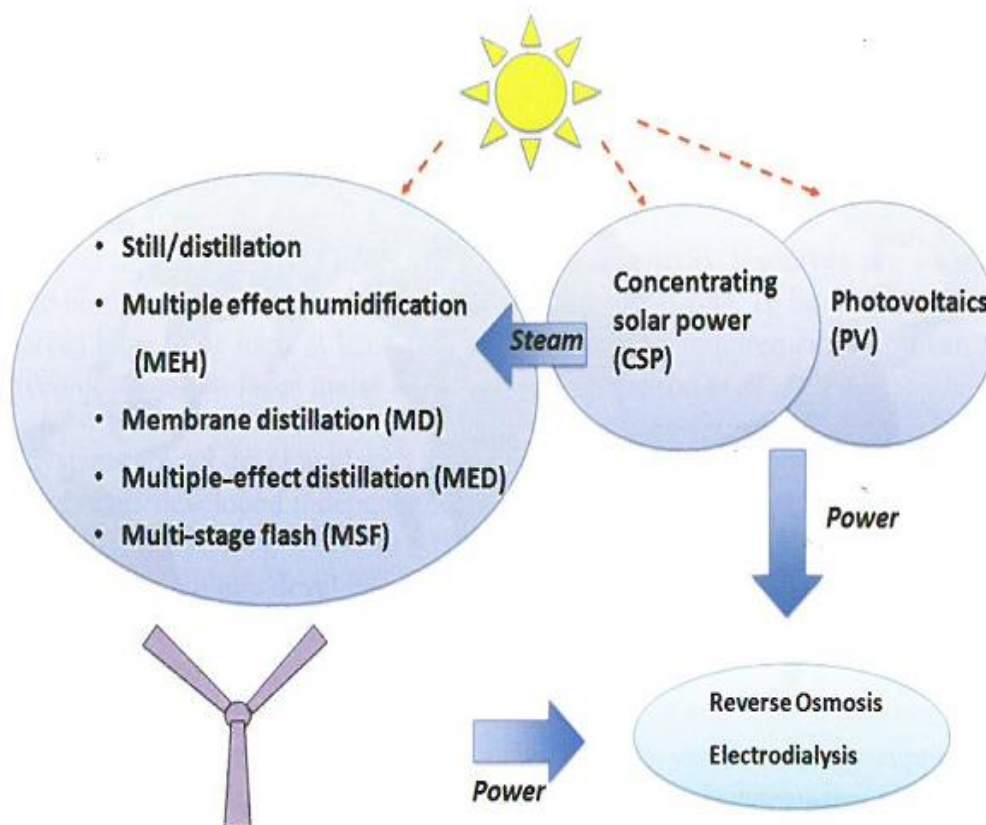 • Still/distillation
• Multiple effect humidification
(MEH)
• Membrane distillation (MD)
• Multiple-effect distillation (MED)
• Multi-stage flash (MSF)
Steam
Concentrating
solar power
(CSP)
Photovoltaics
(PV)
Power
Power
Reverse Osmosis
Electrodialysis